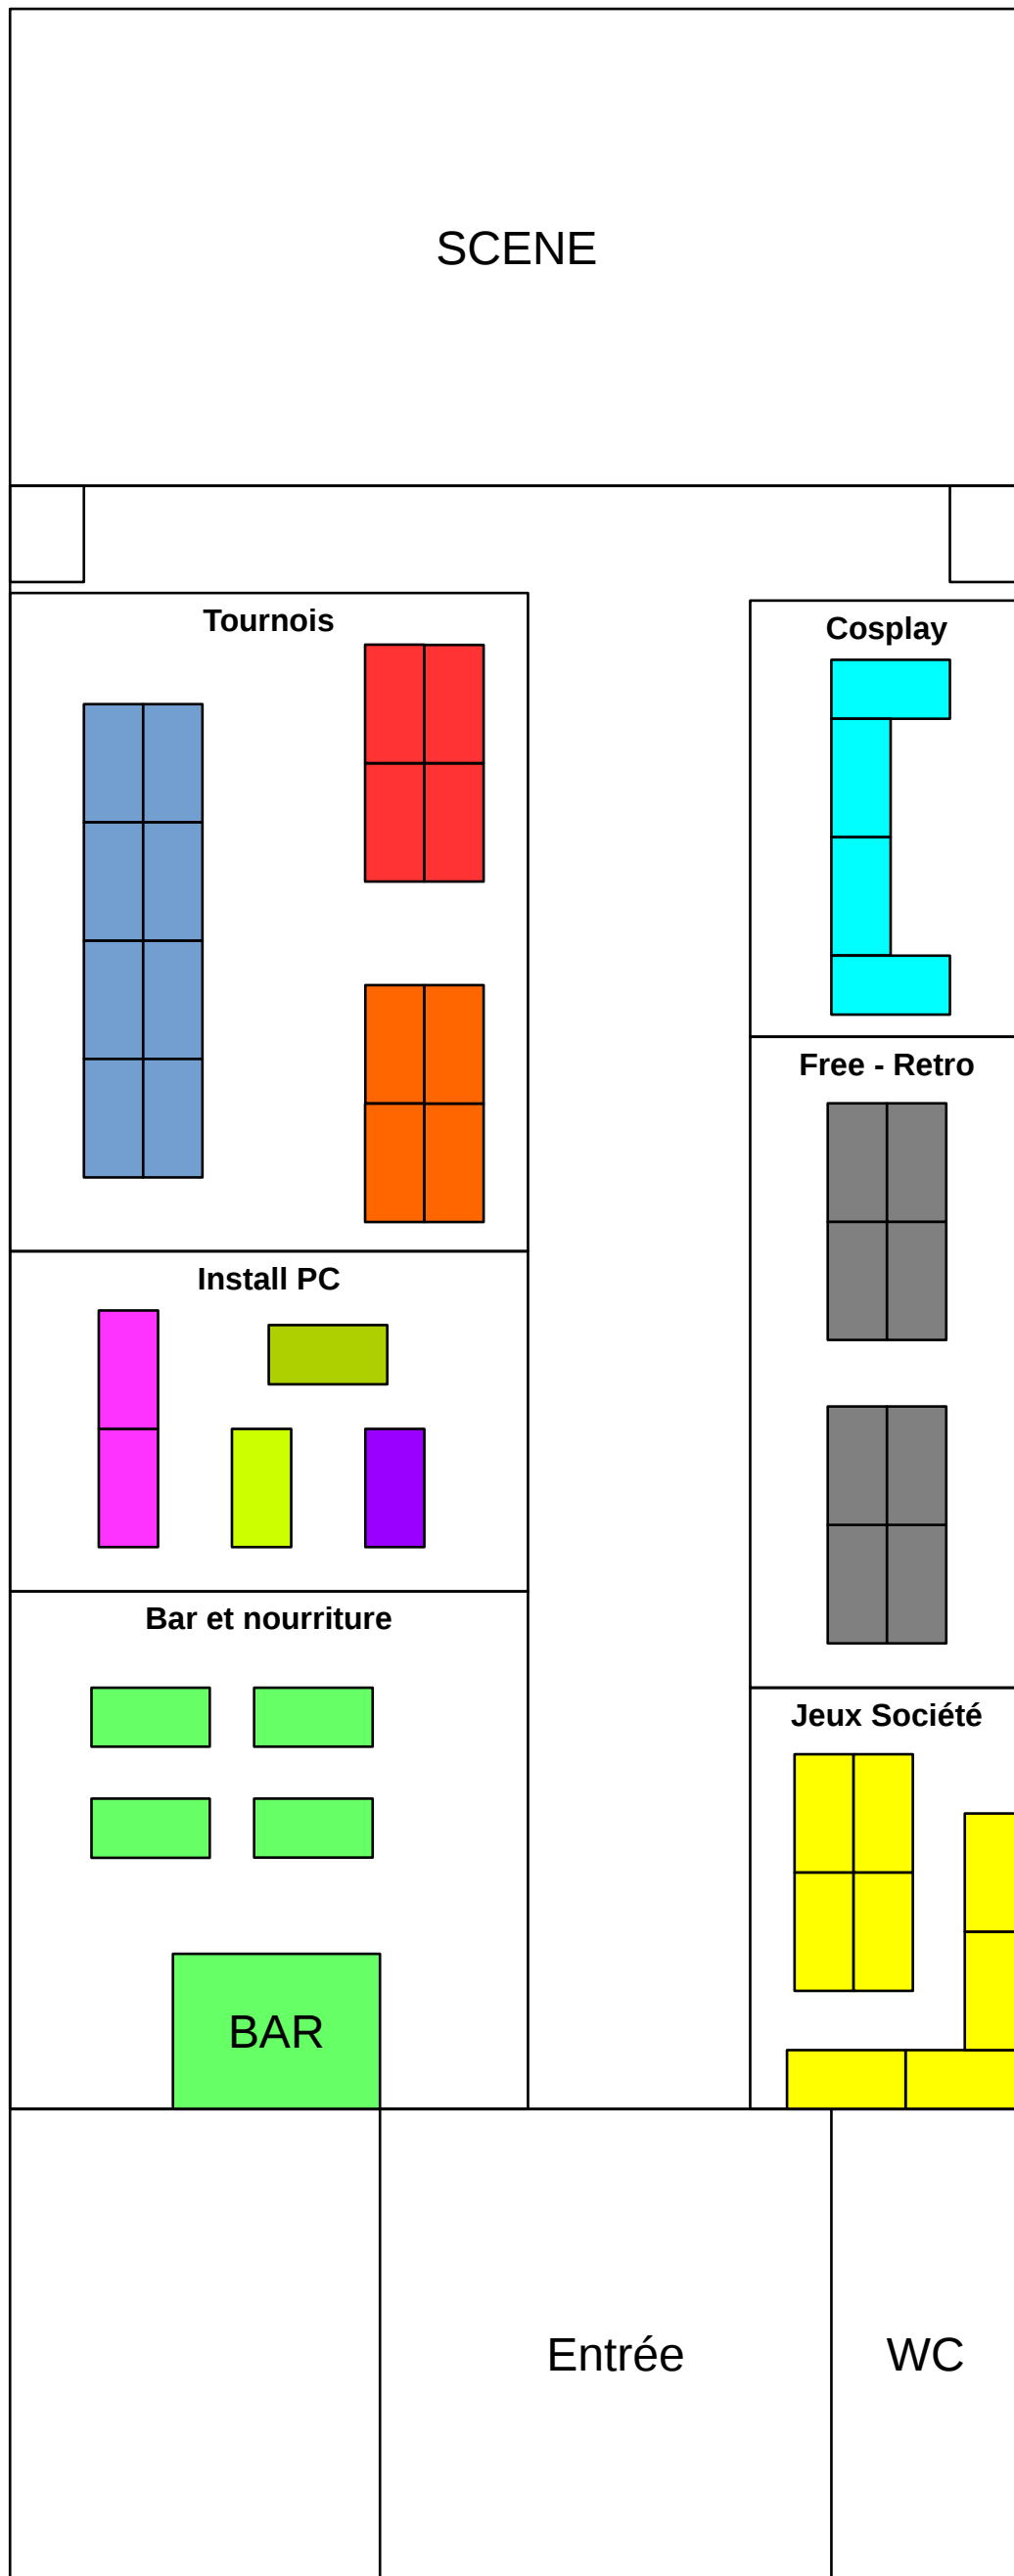 SCENE
Tournois
Cosplay
Free - Retro
Install PC
Bar et nourriture
Jeux Société
BAR
Entrée
WC